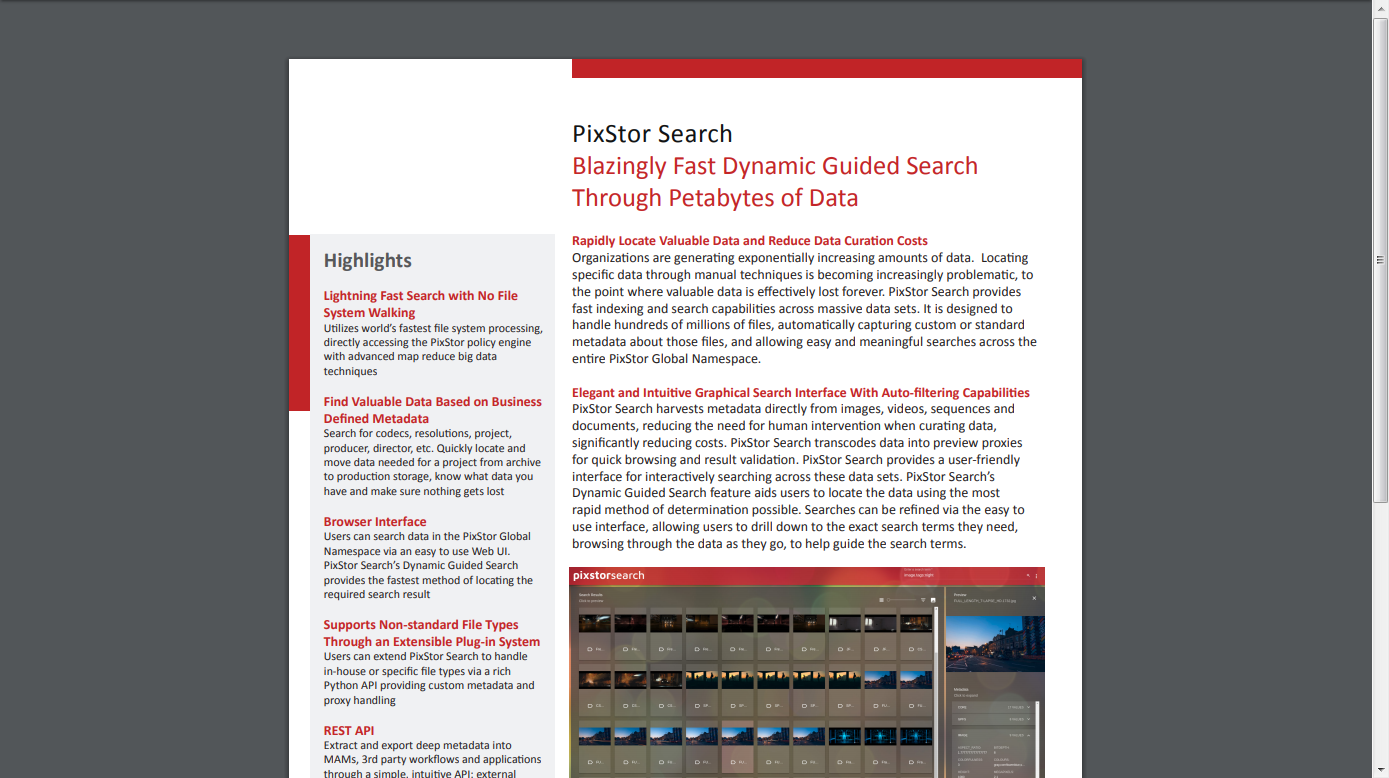 PixStor Search
Blazingly Fast Dynamic Guided Search
Through Petabytes of Data
Highlights
Lightning Fast Search with No File
System Walking
Utilizes world's fastest file system processing,
directly accessing the PixStor policy engine
with advanced map reduce big data
techniques
Find Valuable Data Based on Business
Defined Metadata
Search for codecs, resolutions, project,
producer, director, etc. Quickly locate and
move data needed for a project from archive
to production storage, know what data you
have and make sure nothing gets lost
Browser Interface
Users can search data in the PixStor Global
Namespace via an easy to use Web UI.
PixStor Search's Dynamic Guided Search
provides the fastest method of locating the
required search result
Supports Non-standard File Types
Through an Extensible Plug-in System
Users can extend PixStor Search to handle
in-house or specific file types via a rich
Python API providing custom metadata and
proxy handling
REST API
Extract and export deep metadata into
MAMs, 3rd party workflows and applications
through a simple, intuitive API; external
Rapidly Locate Valuable Data and Reduce Data Curation Costs
Organizations are generating exponentially increasing amounts of data.  Locating
specific data through manual techniques is becoming increasingly problematic, to
the point where valuable data is effectively lost forever. PixStor Search provides
fast indexing and search capabilities across massive data sets. It is designed to
handle hundreds of millions of files, automatically capturing custom or standard
metadata about those files, and allowing easy and meaningful searches across the
entire PixStor Global Namespace.
Elegant and Intuitive Graphical Search Interface With Auto-filtering Capabilities
PixStor Search harvests metadata directly from images, videos, sequences and
documents, reducing the need for human intervention when curating data,
significantly reducing costs. PixStor Search transcodes data into preview proxies
for quick browsing and result validation. PixStor Search provides a user-friendly
interface for interactively searching across these data sets. PixStor Search's
Dynamic Guided Search feature aids users to locate the data using the most
rapid method of determination possible. Searches can be refined via the easy to
use interface, allowing users to drill down to the exact search terms they need,
browsing through the data as they go, to help guide the search terms.
pixstorsearch
Search Results
Click to preview
Preview
Metadata
Click to expand